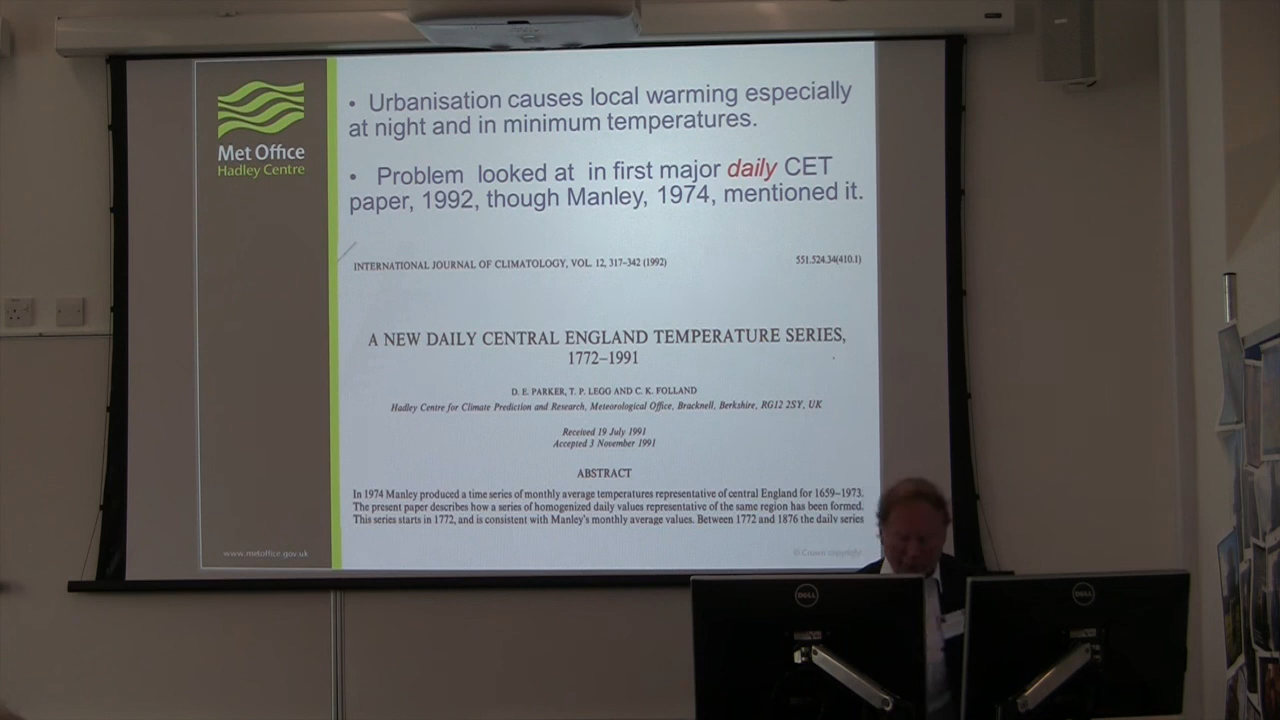 Met Office
Hadley Centre
• Urbanisation causes local warming especially
at night and in minimum temperatures.
• Problem looked at in first major daily CET
paper, 1992, though Manley, 1974, mentioned it.
INTERNATIONAL JOURNAL OF CLIMATOLOGY, VOL. 12, 317-342 (1992)
551.524.34(410.1)
A NEW DAILY CENTRAL ENGLAND TEMPERATURE SERIES,
1772–1991
D. E. PARKER, T. P. LEGG AND C. K. FOLLAND
Hadley Centre for Climate Prediction and Research, Meteorological Office, Bracknell, Berkshire, RG12 2SY, UK
Received 19 July 1991
Accepted 3 November 1991
ABSTRACT
In 1974 Manley produced a time series of monthly average temperatures representative of central England for 1659–1973.
The present paper describes how a series of homogenized daily values representative of the same region has been formed.
This series starts in 1772, and is consistent with Manley's monthly average values. Between 1772 and 1876 the daily series
www.metoffice.gov.uk
© Crown copyright
DELL
DELL